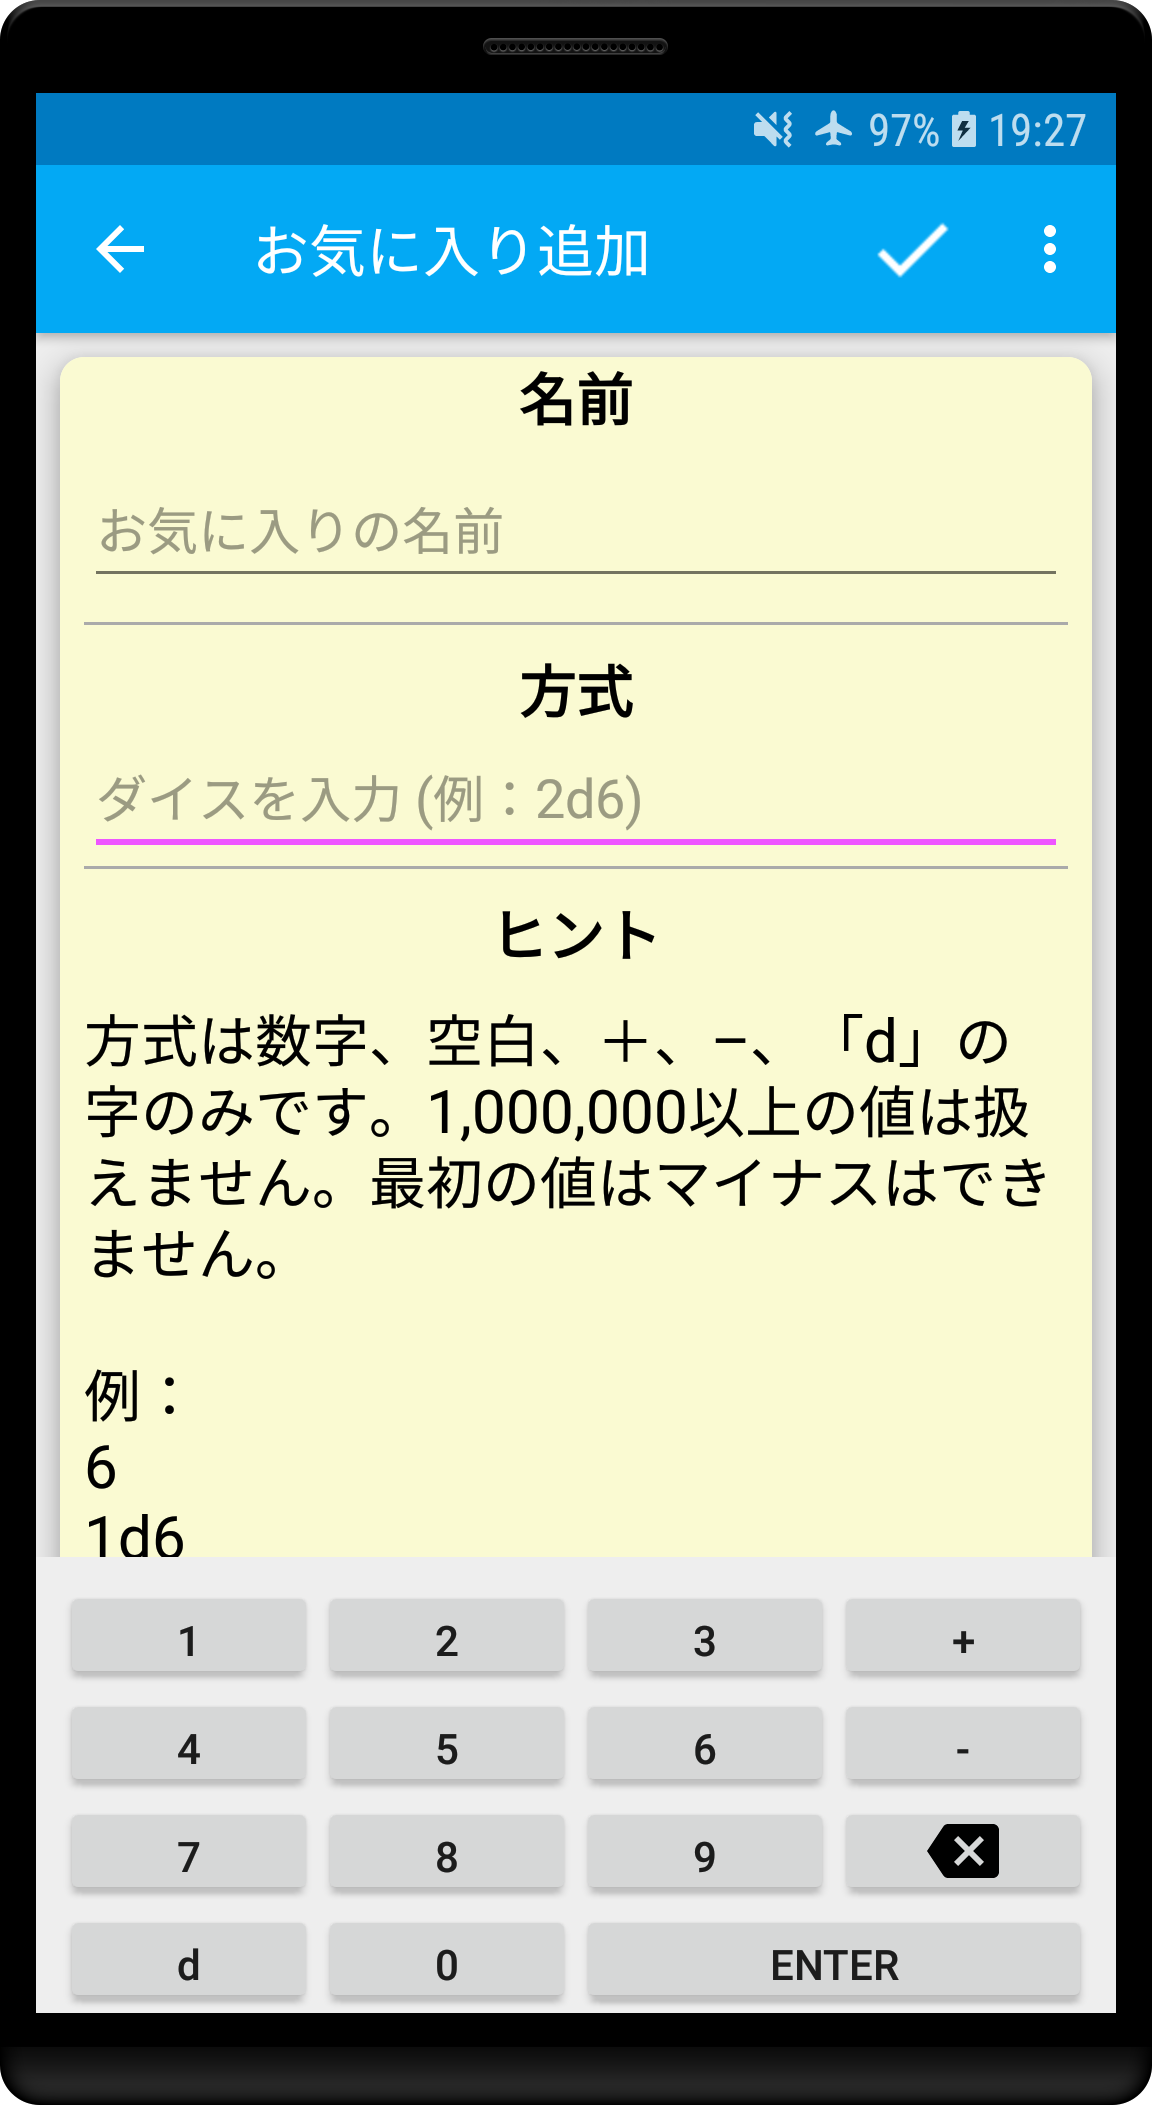 97% 19:27
お気に入り追加
名前
お気に入りの名前
方式
ダイスを入力 (例：2d6)
ヒント
方式は数字、空白、＋、−、「d」の
字のみです。1,000,000以上の値は扱
えません。最初の値はマイナスはでき
ません。
例：
6
1d6
1 2 3 +
4 5 6 -
7 8 9
d 0 ENTER